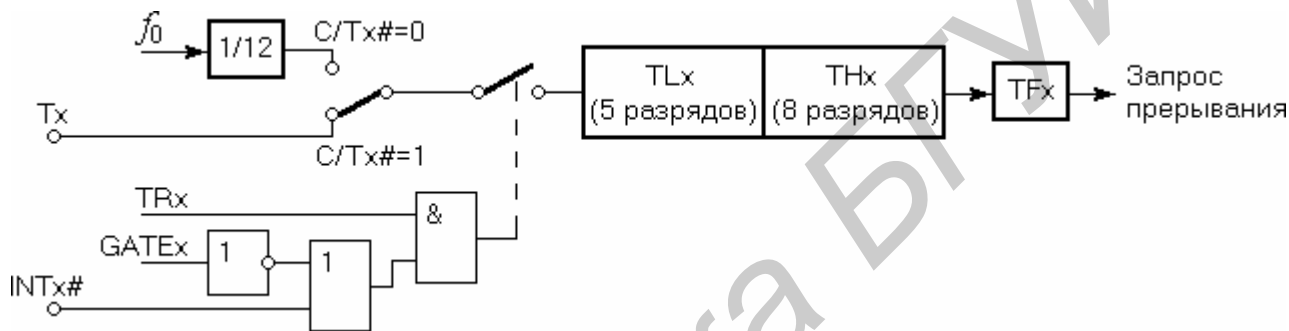 f0
1/12
C/Tx#=0
Tx
C/Tx#=1
TLx
(5 разрядов)
THx
(8 разрядов)
TFx
Запрос
прерывания
TRx
&
GATEx
1
1
INTx#